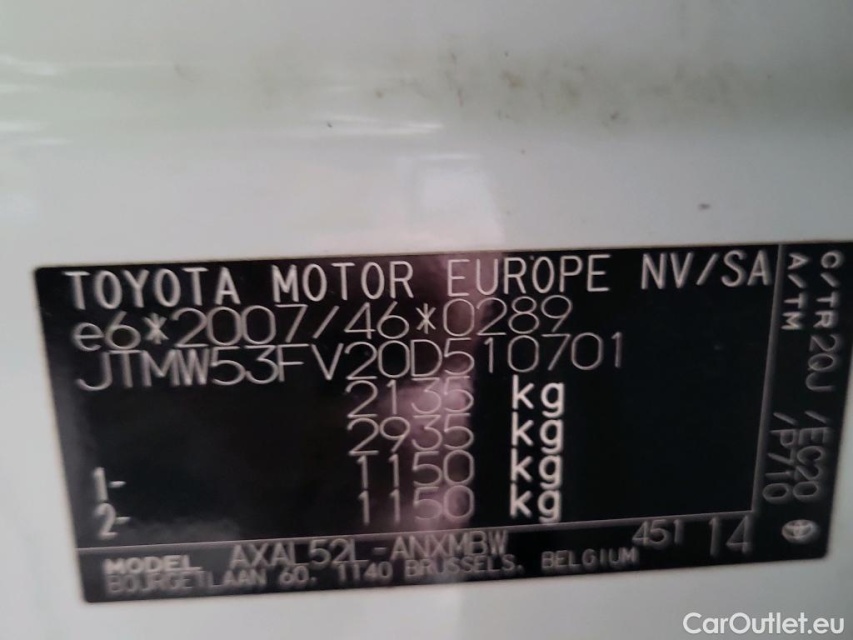 TOYOTA MOTOR EUROPE NV/SA
e6*2007/46*0289
JTMW53FV20D510701
2135 kg
2935 kg
1- 1150 kg
2- 1150 kg
C/TR 20J /EC20
A/TM /P710
MODEL AXAL52L-ANXMBW 451 14
BOURGETLAAN 60, 1140 BRUSSELS, BELGIUM
CarOutlet.eu